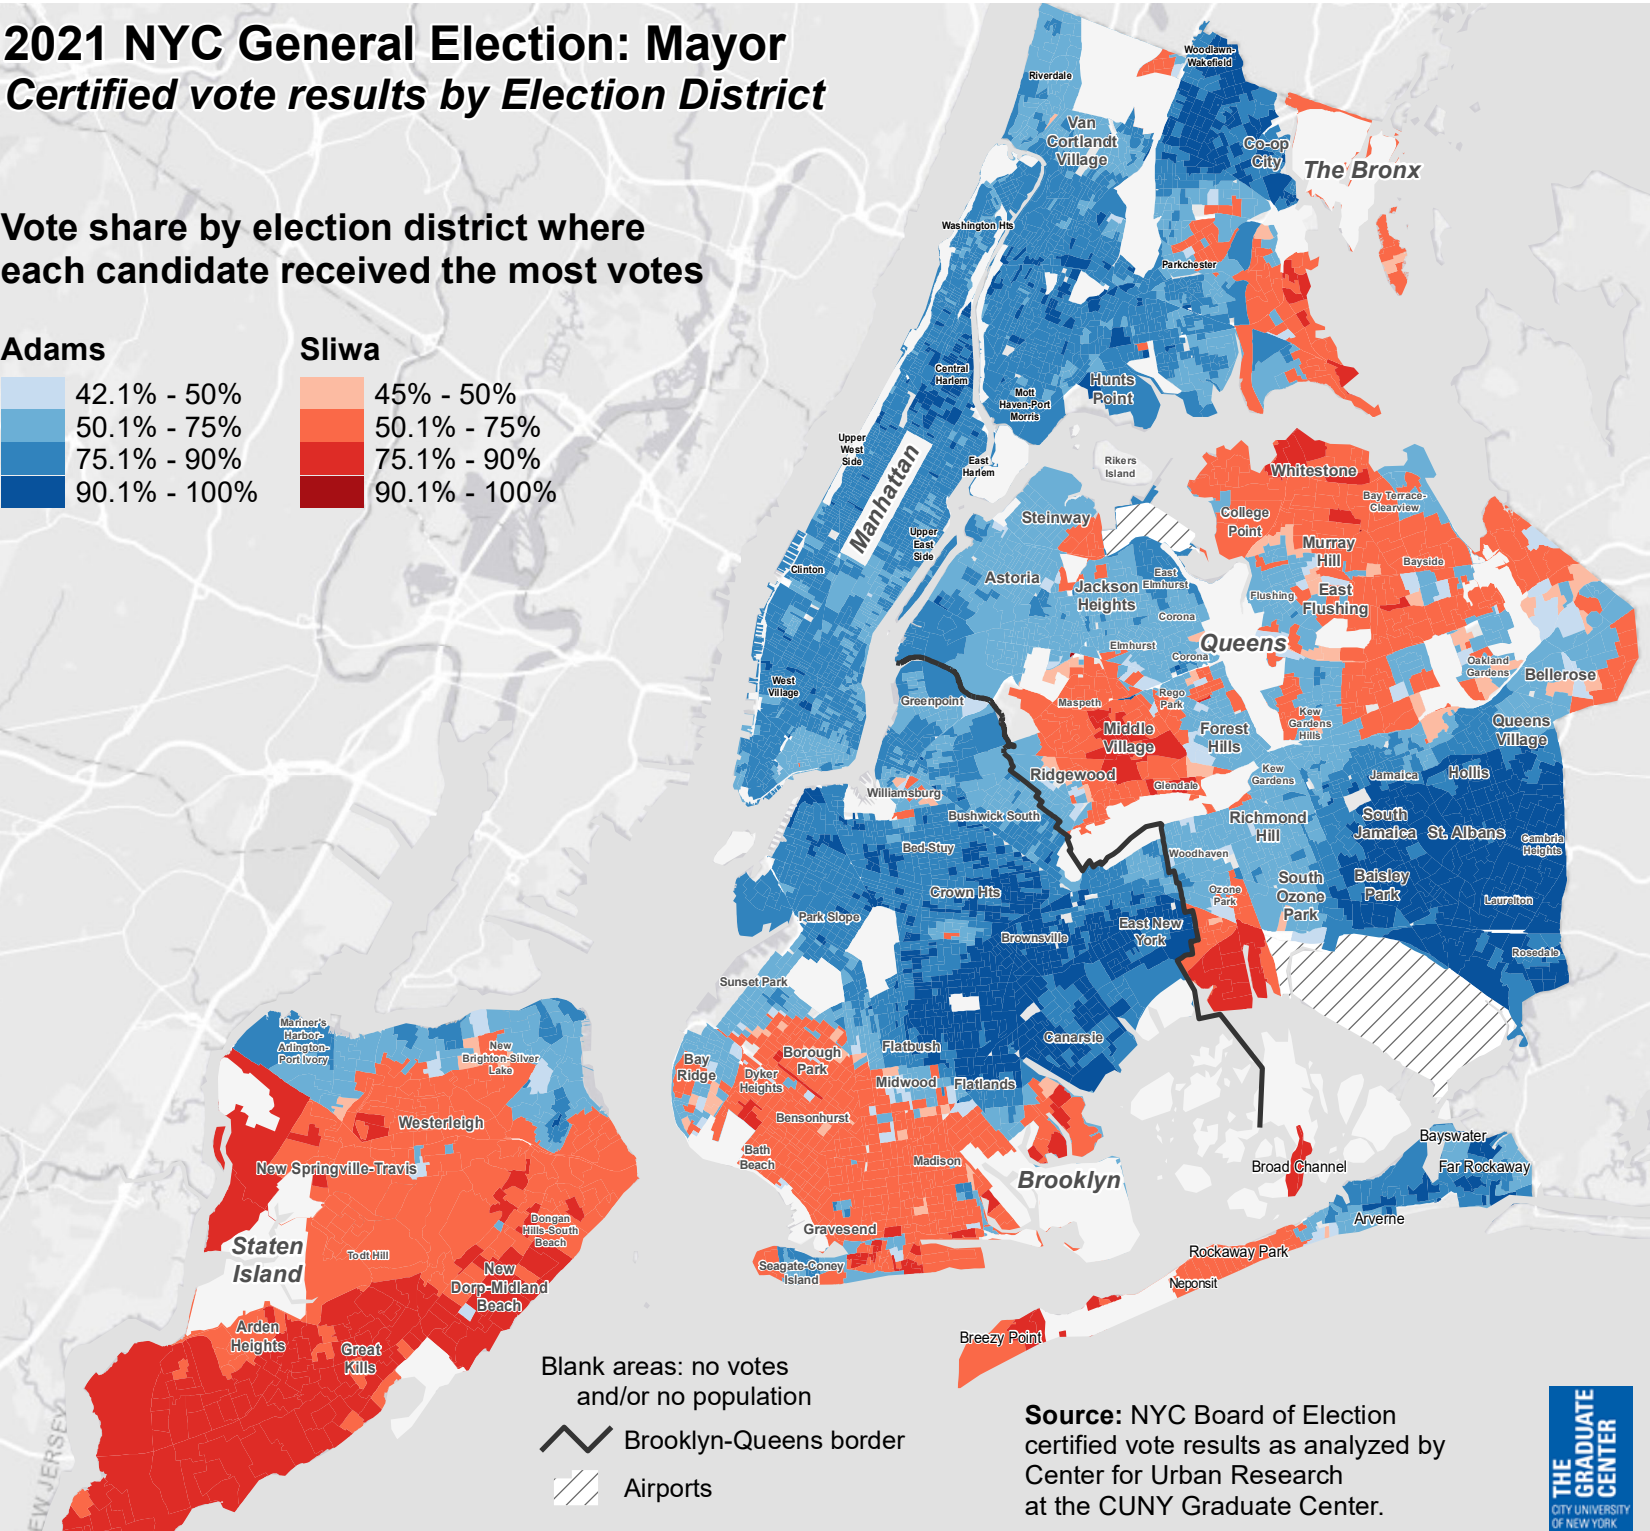 2021 NYC General Election: Mayor
Certified vote results by Election District
Vote share by election district where
each candidate received the most votes
Adams
42.1% - 50%
50.1% - 75%
75.1% - 90%
90.1% - 100%
Sliwa
45% - 50%
50.1% - 75%
75.1% - 90%
90.1% - 100%
Riverdale
Woodlawn-
Wakefield
Van
Cortlandt
Village
Co-op
City
The Bronx
Washington Hts
Parkchester
Central
Harlem
Mott
Haven-Port
Morris
Hunts
Point
Upper
West
Side
East
Harlem
Manhattan
Upper
East
Side
Clinton
West
Village
Rikers
Island
Steinway
Astoria
Jackson
Heights
East
Elmhurst
Corona
Elmhurst
Corona
Queens
Whitestone
College
Point
Bay Terrace-
Clearview
Murray
Hill
Bayside
Flushing
East
Flushing
Oakland
Gardens
Bellerose
Queens
Village
Maspeth
Rego
Park
Middle
Village
Forest
Hills
Kew
Gardens
Hills
Ridgewood
Glendale
Kew
Gardens
Jamaica
Hollis
Richmond
Hill
South
Jamaica
St. Albans
Cambria
Heights
Woodhaven
Ozone
Park
South
Ozone
Park
Baisley
Park
Laurelton
Rosedale
Greenpoint
Williamsburg
Bushwick South
Bed-Stuy
Crown Hts
Park Slope
Brownsville
East New
York
Sunset Park
Canarsie
Flatbush
Bay
Ridge
Borough
Park
Dyker
Heights
Midwood
Flatlands
Bensonhurst
Bath
Beach
Madison
Brooklyn
Gravesend
Seagate-Coney
Island
Bayswater
Broad Channel
Far Rockaway
Arverne
Rockaway Park
Neponsit
Breezy Point
Mariner's
Harbor-
Arlington-
Port Ivory
New
Brighton-Silver
Lake
Westerleigh
New Springville-Travis
Dongan
Hills-South
Beach
Staten
Island
Todt Hill
New
Dorp-Midland
Beach
Arden
Heights
Great
Kills
EW JERSEY
Blank areas: no votes
and/or no population
Brooklyn-Queens border
Airports
Source: NYC Board of Election
certified vote results as analyzed by
Center for Urban Research
at the CUNY Graduate Center.
THE
GRADUATE
CENTER
CITY UNIVERSITY
OF NEW YORK